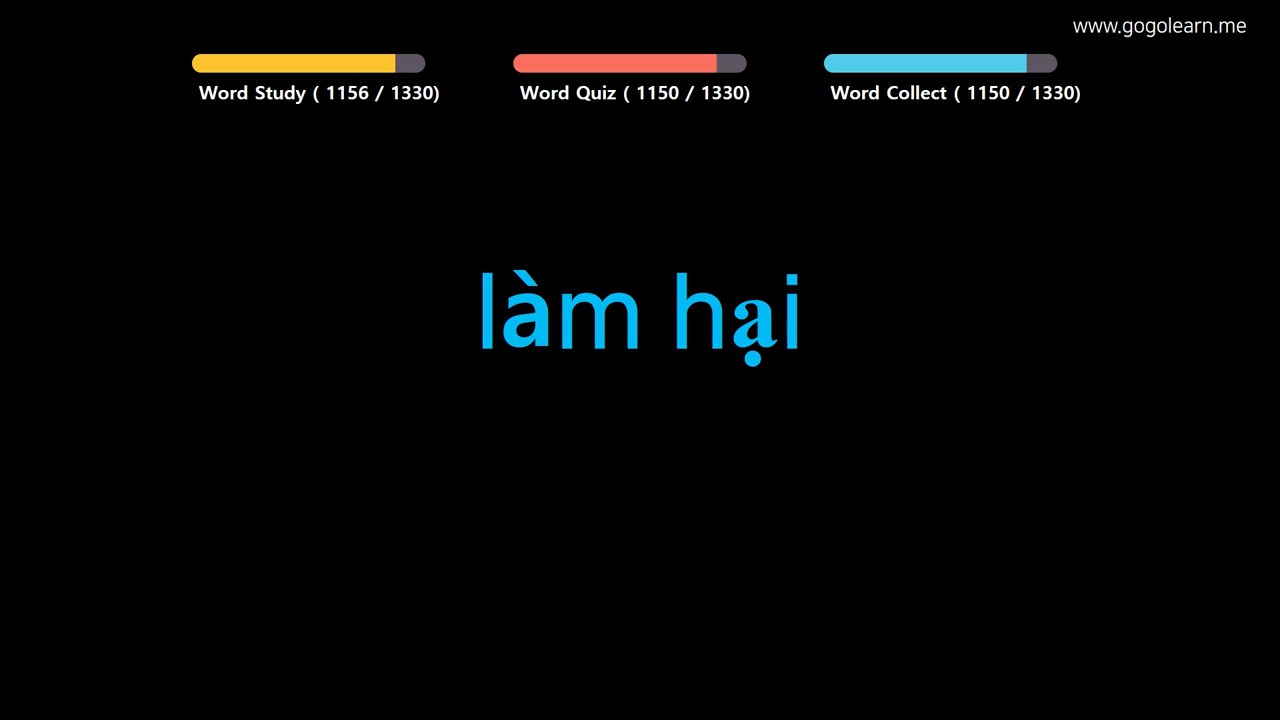 www.gogolearn.me
Word Study ( 1156 / 1330)
Word Quiz ( 1150 / 1330)
Word Collect ( 1150 / 1330)
làm hại